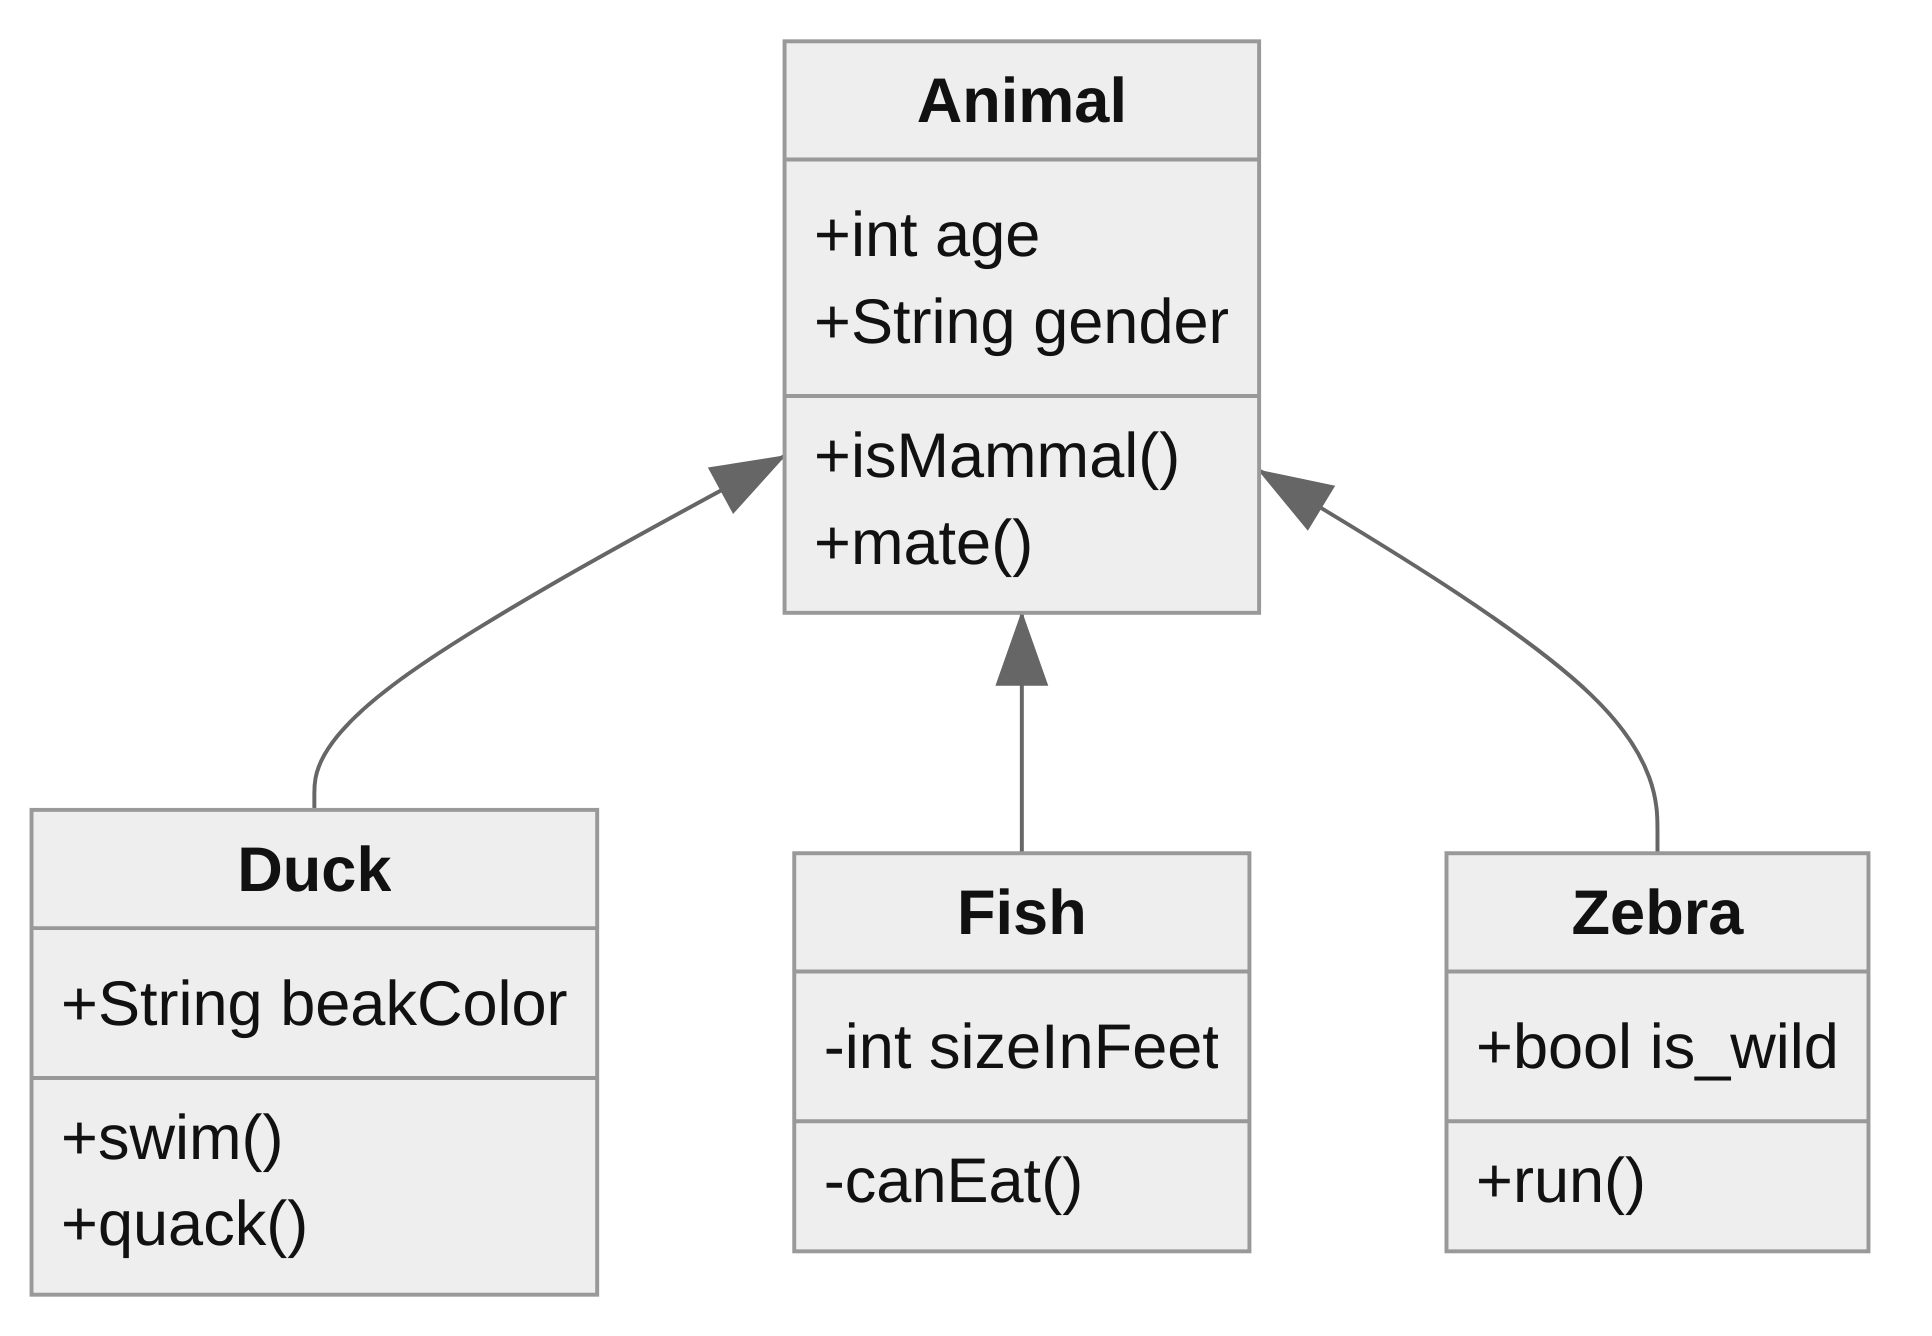 Animal
+int age
+String gender
+isMammal()
+mate()
Duck
+String beakColor
+swim()
+quack()
Fish
-int sizeInFeet
-canEat()
Zebra
+bool is_wild
+run()